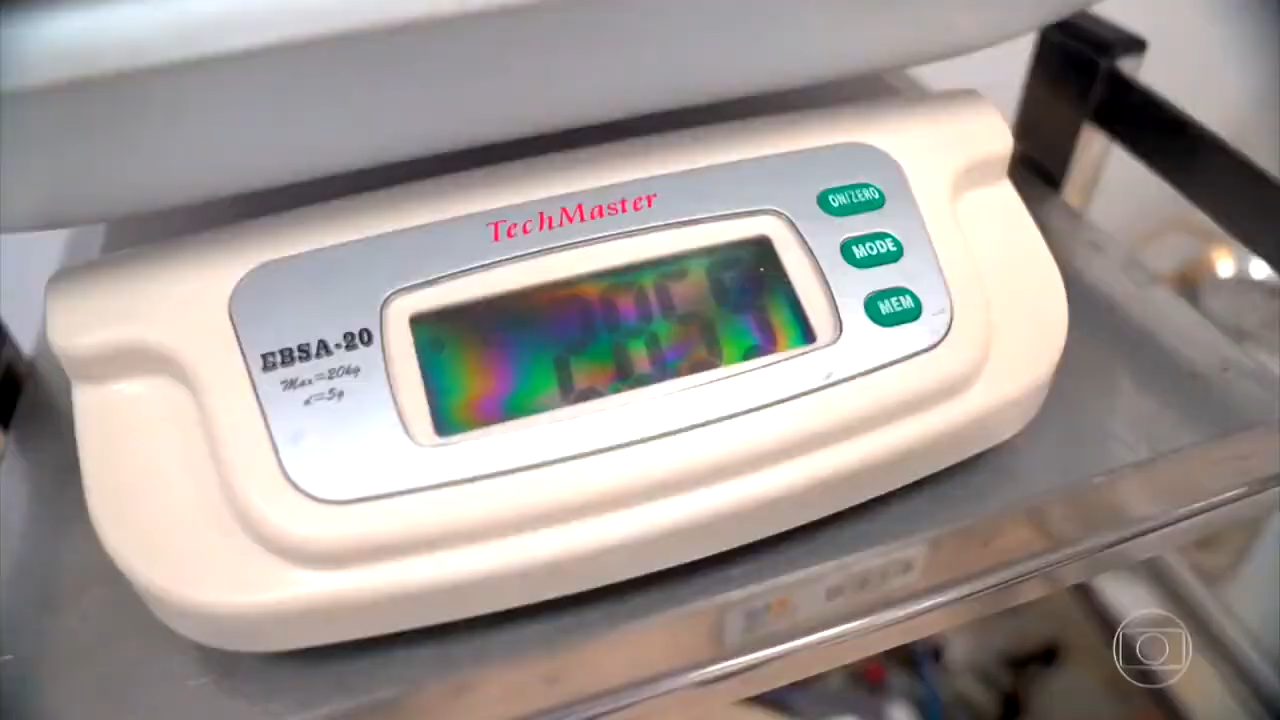 TechMaster
ON/ZERO
MODE
MEM
EBSA-20
Max=20kg
d=5g